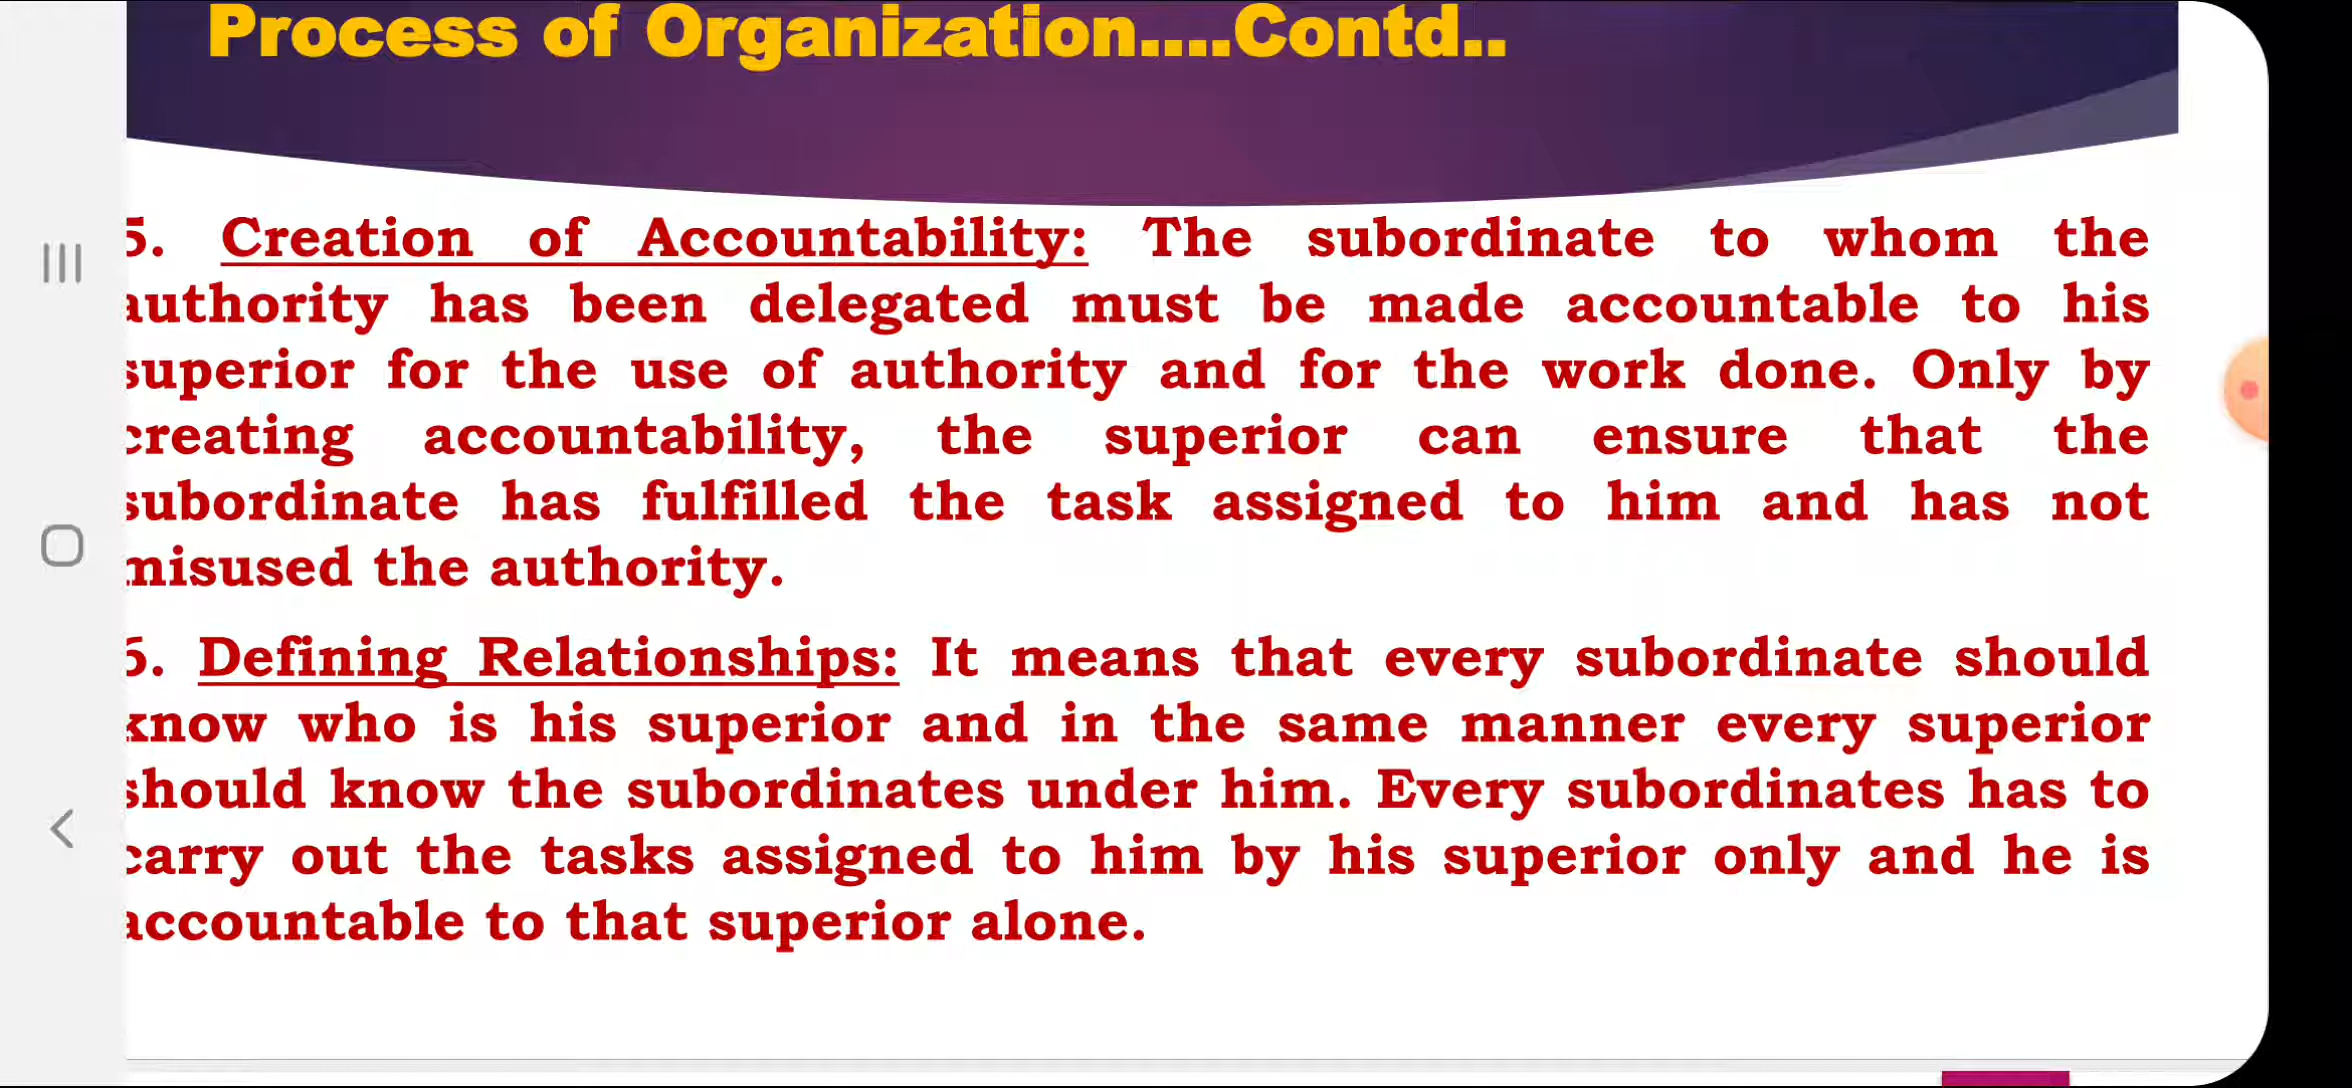 Process of Organization....Contd..
5. Creation of Accountability: The subordinate to whom the
authority has been delegated must be made accountable to his
superior for the use of authority and for the work done. Only by
creating accountability, the superior can ensure that the
subordinate has fulfilled the task assigned to him and has not
misused the authority.
6. Defining Relationships: It means that every subordinate should
know who is his superior and in the same manner every superior
should know the subordinates under him. Every subordinates has to
carry out the tasks assigned to him by his superior only and he is
accountable to that superior alone.